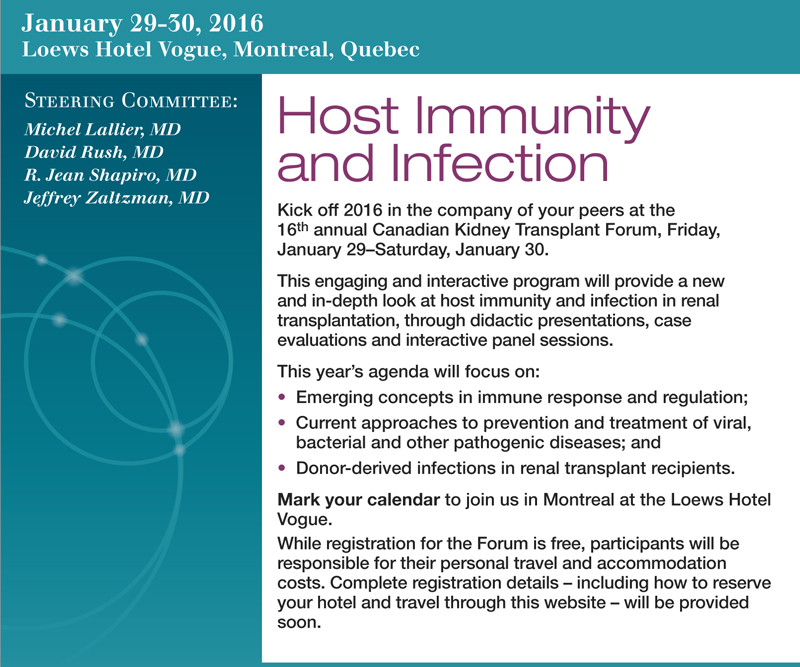 January 29-30, 2016
Loews Hotel Vogue, Montreal, Quebec
Steering Committee:
Michel Lallier, MD
David Rush, MD
R. Jean Shapiro, MD
Jeffrey Zaltzman, MD
Host Immunity
and Infection
Kick off 2016 in the company of your peers at the
16th annual Canadian Kidney Transplant Forum, Friday,
January 29–Saturday, January 30.
This engaging and interactive program will provide a new
and in-depth look at host immunity and infection in renal
transplantation, through didactic presentations, case
evaluations and interactive panel sessions.
This year’s agenda will focus on:
• Emerging concepts in immune response and regulation;
• Current approaches to prevention and treatment of viral,
bacterial and other pathogenic diseases; and
• Donor-derived infections in renal transplant recipients.
Mark your calendar to join us in Montreal at the Loews Hotel
Vogue.
While registration for the Forum is free, participants will be
responsible for their personal travel and accommodation
costs. Complete registration details – including how to reserve
your hotel and travel through this website – will be provided
soon.